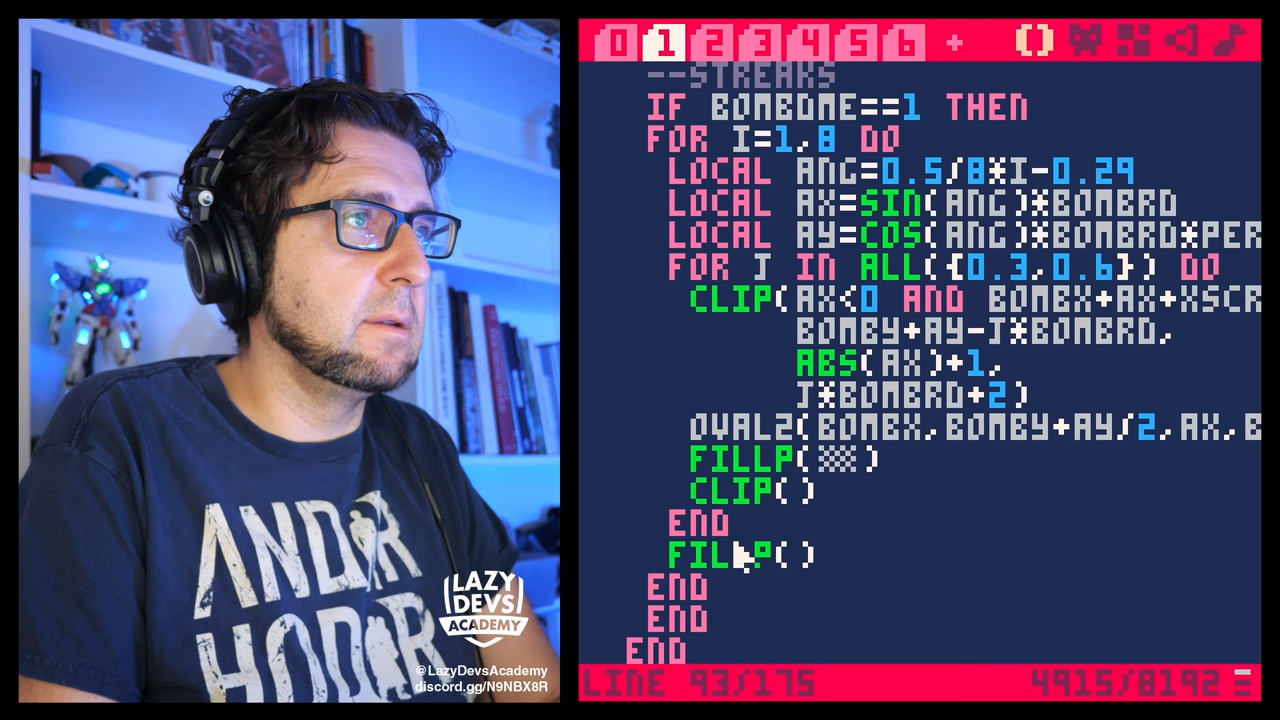 ANDOR
HODOR
LAZY
DEVS
ACADEMY
@LazyDevsAcademy
discord.gg/N9NBX8R
0 1 2 3 4 5 6 + ()
--STREAKS
IF BOMBDME==1 THEN
FOR I=1,8 DO
LOCAL ANG=0.5/8*I-0.29
LOCAL AX=SIN(ANG)*BOMBRD
LOCAL AY=COS(ANG)*BOMBRD*PER
FOR J IN ALL({0.3,0.6}) DO
CLIP(AX<0 AND BOMBX+AX+XSCR
BOMBY+AY-J*BOMBRD,
ABS(AX)+1,
J*BOMBRD+2)
OVAL2(BOMBX,BOMBY+AY/2,AX,B
FILLP(░)
CLIP()
END
FILLP()
END
END
END
LINE 93/175
4915/8192